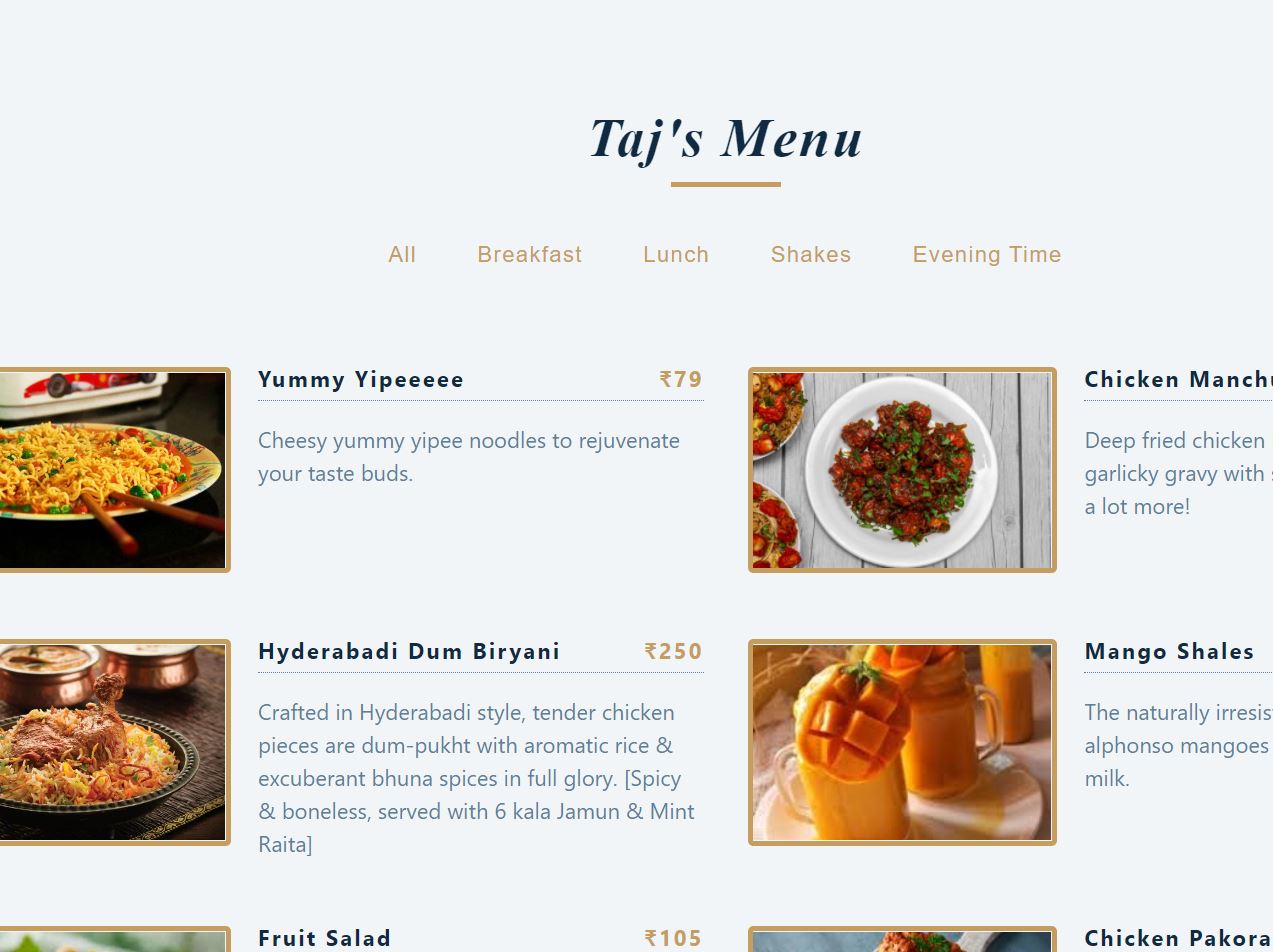 Taj's Menu
All Breakfast Lunch Shakes Evening Time
Yummy Yipeeeee ₹79
Cheesy yummy yipee noodles to rejuvenate
your taste buds.
Chicken
Deep fried chicken
garlicky gravy with
a lot more!
Hyderabadi Dum Biryani ₹250
Crafted in Hyderabadi style, tender chicken
pieces are dum-pukht with aromatic rice &
excuberant bhuna spices in full glory. [Spicy
& boneless, served with 6 kala Jamun & Mint
Raita]
Mango Shales
The naturally
alphonso mangoes
milk.
Fruit Salad ₹105
Chicken Pakora